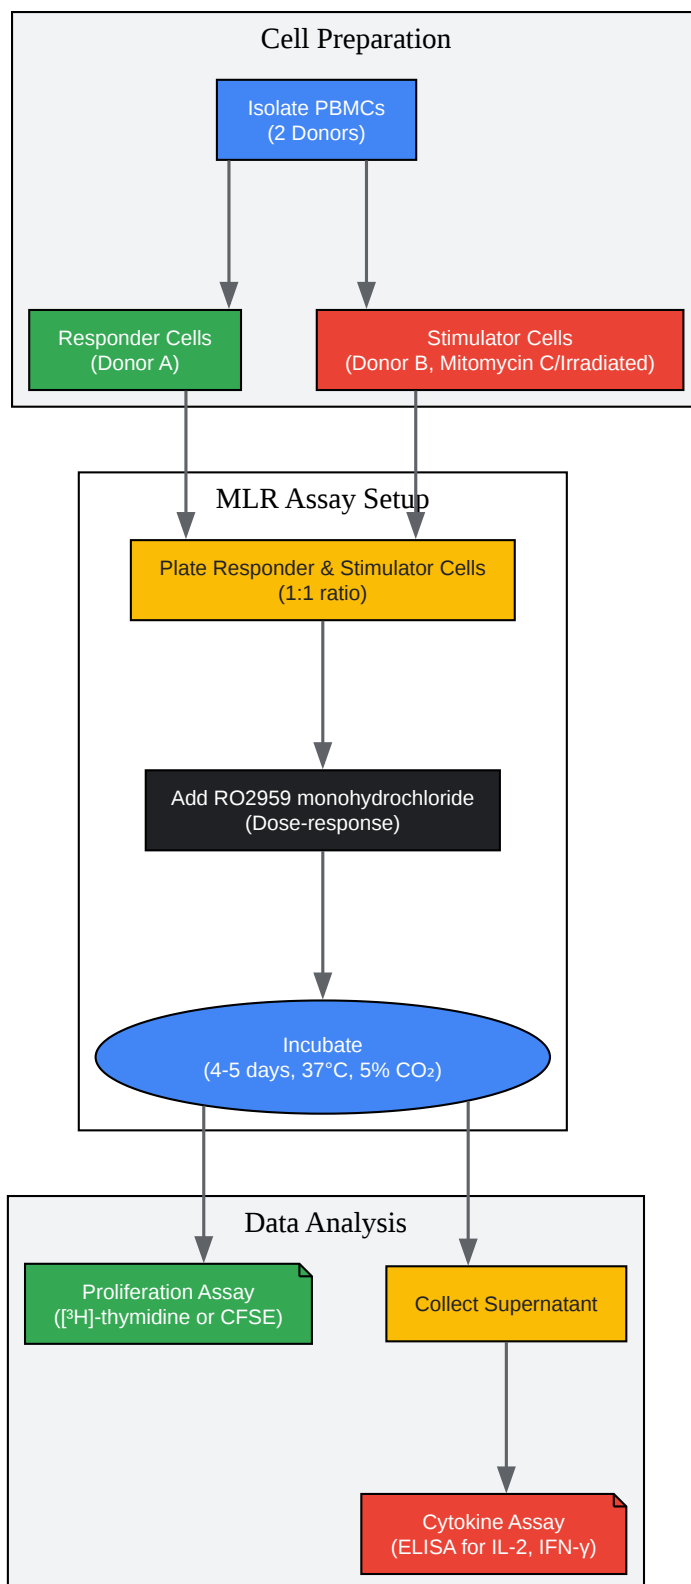 Cell Preparation
Isolate PBMCs
(2 Donors)
Responder Cells
(Donor A)
Stimulator Cells
(Donor B, Mitomycin C/Irradiated)
MLR Assay Setup
Plate Responder & Stimulator Cells
(1:1 ratio)
Add RO2959 monohydrochloride
(Dose-response)
Incubate
(4-5 days, 37°C, 5% CO₂)
Data Analysis
Proliferation Assay
([³H]-thymidine or CFSE)
Collect Supernatant
Cytokine Assay
(ELISA for IL-2, IFN-γ)